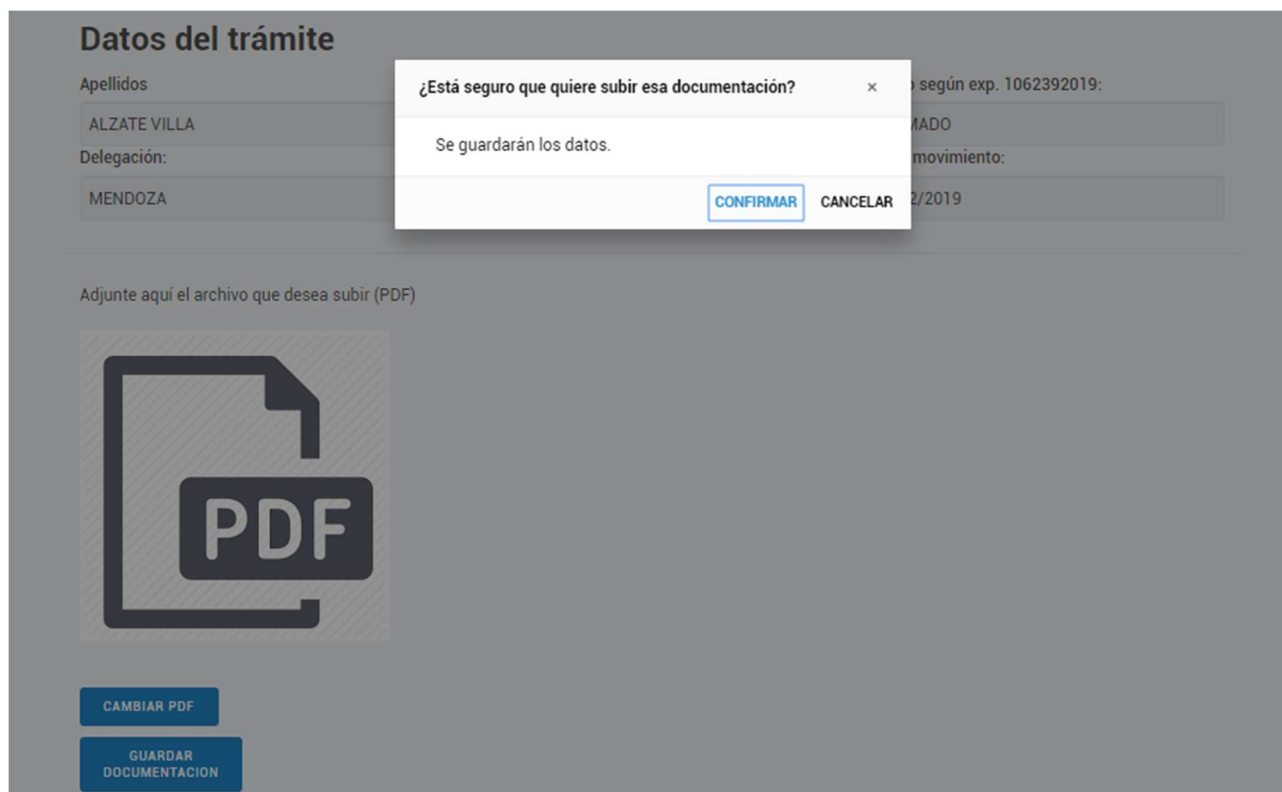 Datos del trámite
¿Está seguro que quiere subir esa documentación? ×
Apellidos
según exp. 1062392019:
ALZATE VILLA
Se guardarán los datos.
Delegación:
movimiento:
MENDOZA
2/2019
CONFIRMAR CANCELAR
Adjunte aquí el archivo que desea subir (PDF)
PDF
CAMBIAR PDF
GUARDAR
DOCUMENTACION